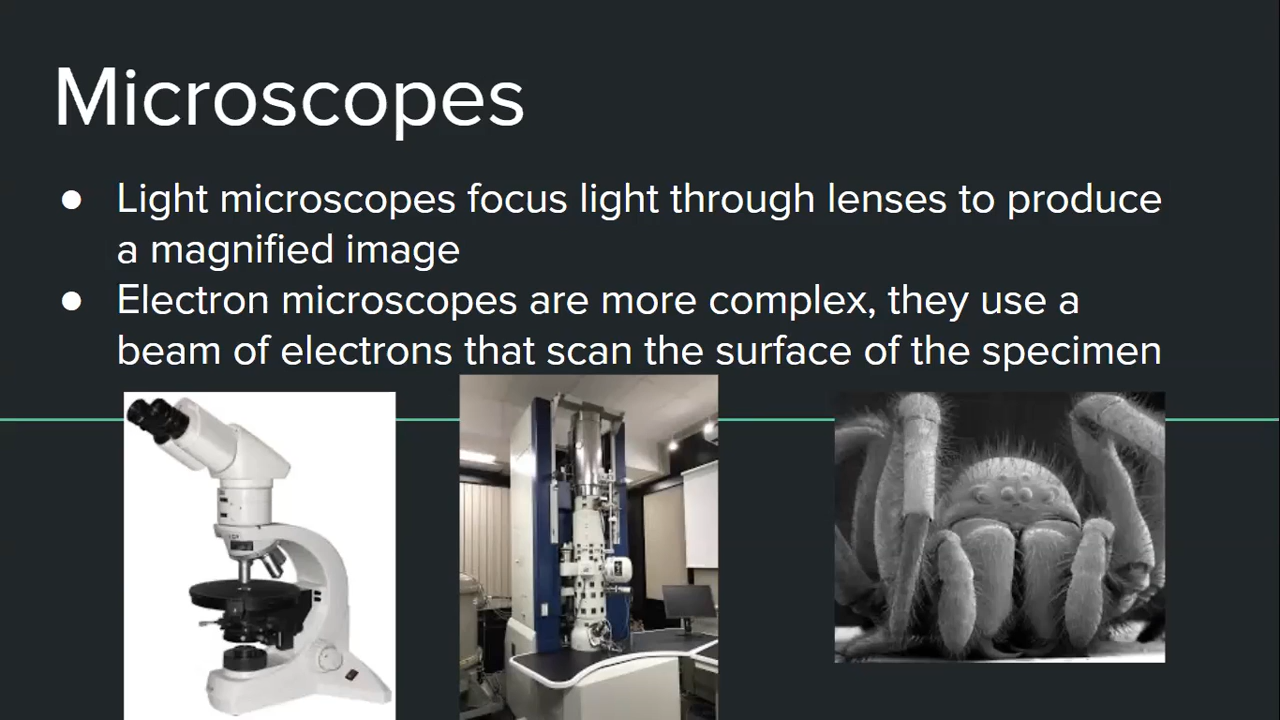 Microscopes
● Light microscopes focus light through lenses to produce
a magnified image
● Electron microscopes are more complex, they use a
beam of electrons that scan the surface of the specimen